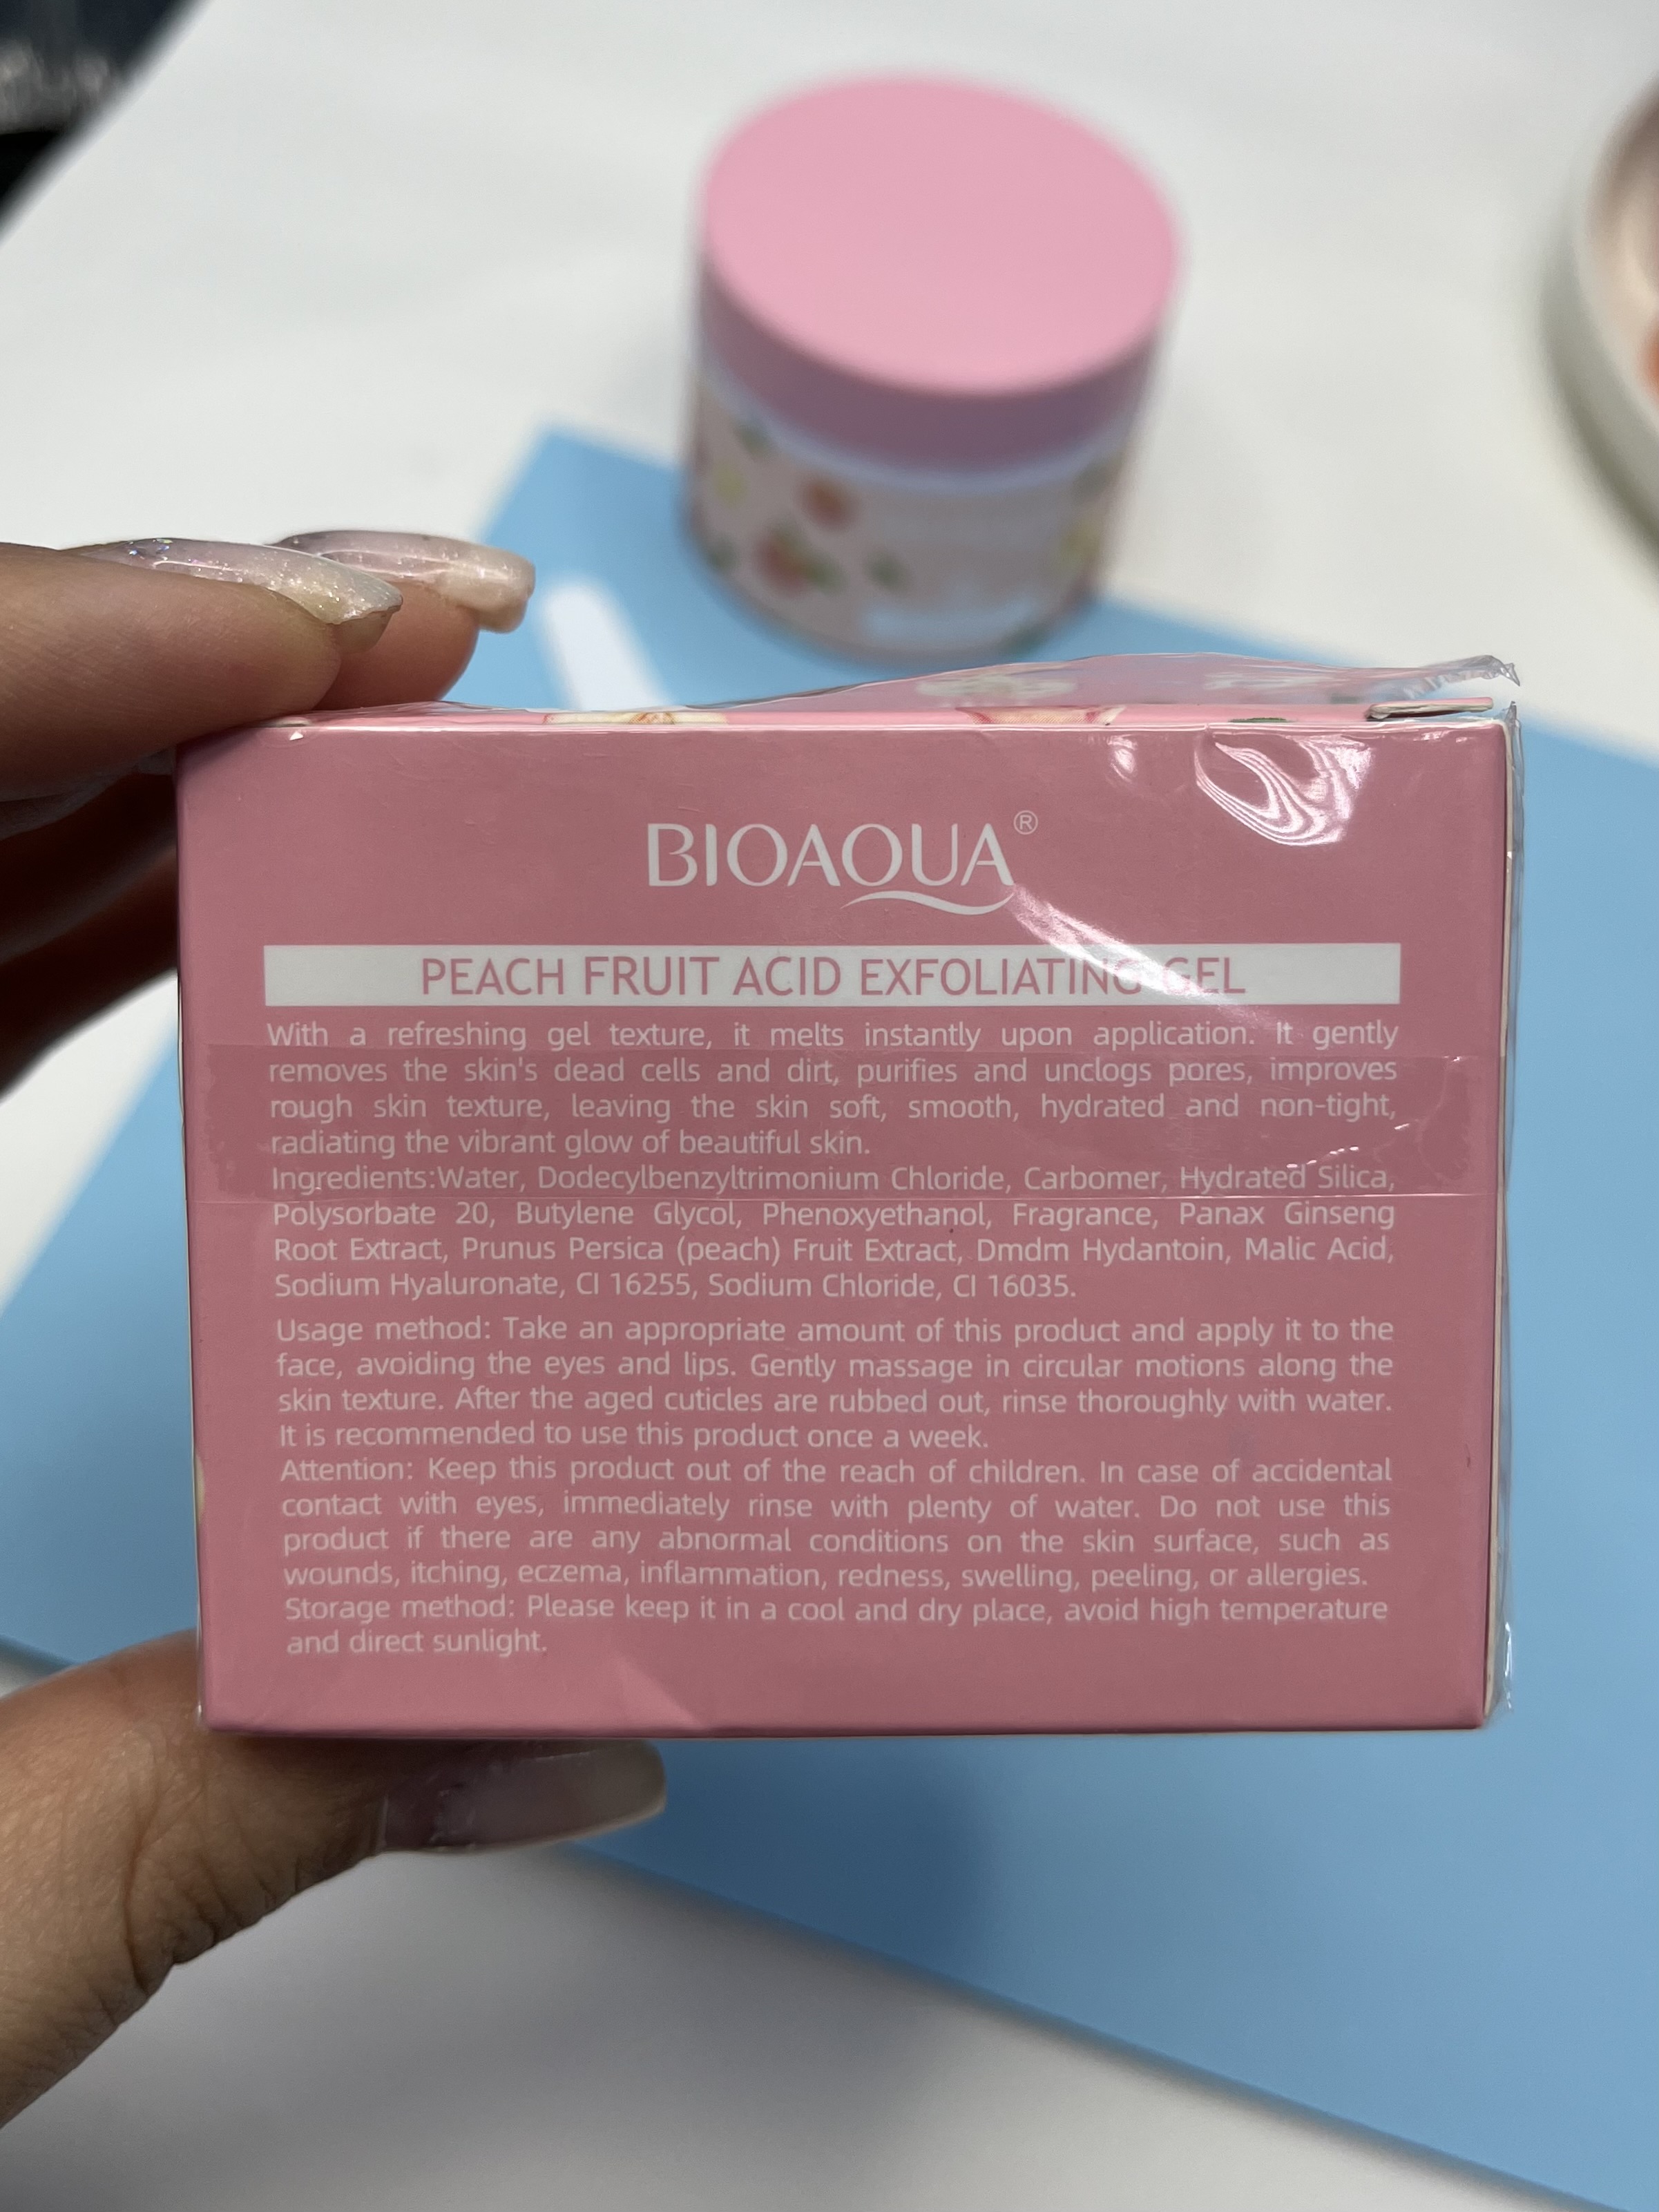 BIOAQUA®
PEACH FRUIT ACID EXFOLIATING GEL
With a refreshing gel texture, it melts instantly upon application. It gently
removes the skin's dead cells and dirt, purifies and unclogs pores, improves
rough skin texture, leaving the skin soft, smooth, hydrated and non-tight,
radiating the vibrant glow of beautiful skin.
Ingredients:Water, Dodecylbenzyltrimonium Chloride, Carbomer, Hydrated Silica,
Polysorbate 20, Butylene Glycol, Phenoxyethanol, Fragrance, Panax Ginseng
Root Extract, Prunus Persica (peach) Fruit Extract, Dmdm Hydantoin, Malic Acid,
Sodium Hyaluronate, CI 16255, Sodium Chloride, CI 16035.
Usage method: Take an appropriate amount of this product and apply it to the
face, avoiding the eyes and lips. Gently massage in circular motions along the
skin texture. After the aged cuticles are rubbed out, rinse thoroughly with water.
It is recommended to use this product once a week.
Attention: Keep this product out of the reach of children. In case of accidental
contact with eyes, immediately rinse with plenty of water. Do not use this
product if there are any abnormal conditions on the skin surface, such as
wounds, itching, eczema, inflammation, redness, swelling, peeling, or allergies.
Storage method: Please keep it in a cool and dry place, avoid high temperature
and direct sunlight.